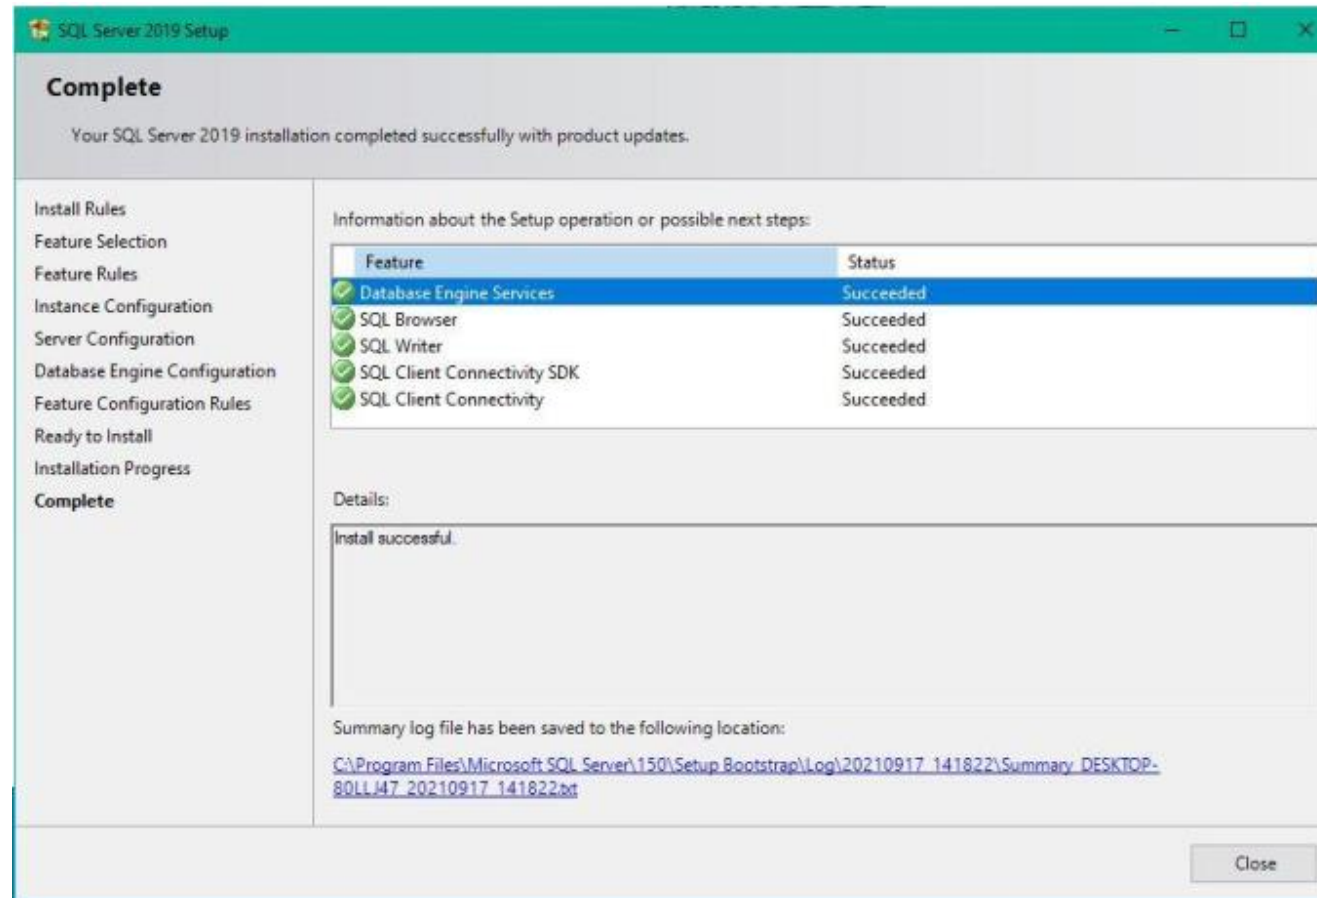 SQL Server 2019 Setup
Complete
Your SQL Server 2019 installation completed successfully with product updates.
Install Rules
Feature Selection
Feature Rules
Instance Configuration
Server Configuration
Database Engine Configuration
Feature Configuration Rules
Ready to Install
Installation Progress
Complete
Information about the Setup operation or possible next steps:
Feature Status
Database Engine Services Succeeded
SQL Browser Succeeded
SQL Writer Succeeded
SQL Client Connectivity SDK Succeeded
SQL Client Connectivity Succeeded
Details:
Install successful.
Summary log file has been saved to the following location:
C:\Program Files\Microsoft SQL Server\150\Setup Bootstrap\Log\20210917_141822\Summary_DESKTOP-
80LLJ47_20210917_141822.txt
Close